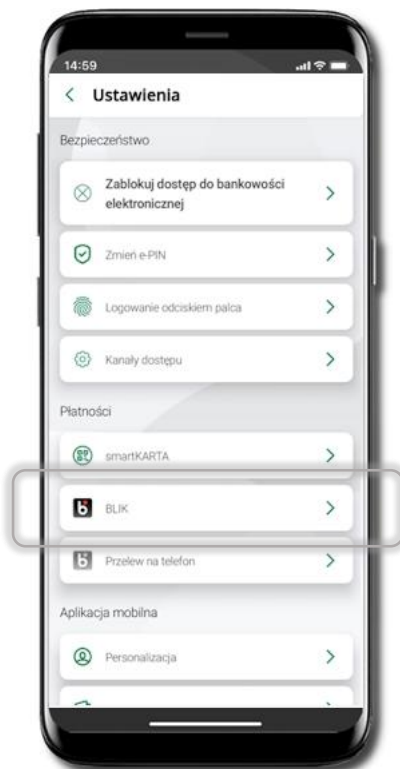 14:59
Ustawienia
Bezpieczeństwo
Zablokuj dostęp do bankowości
elektronicznej
Zmień e-PIN
Logowanie odciskiem palca
Kanały dostępu
Płatności
smartKARTA
BLIK
Przelew na telefon
Aplikacja mobilna
Personalizacja